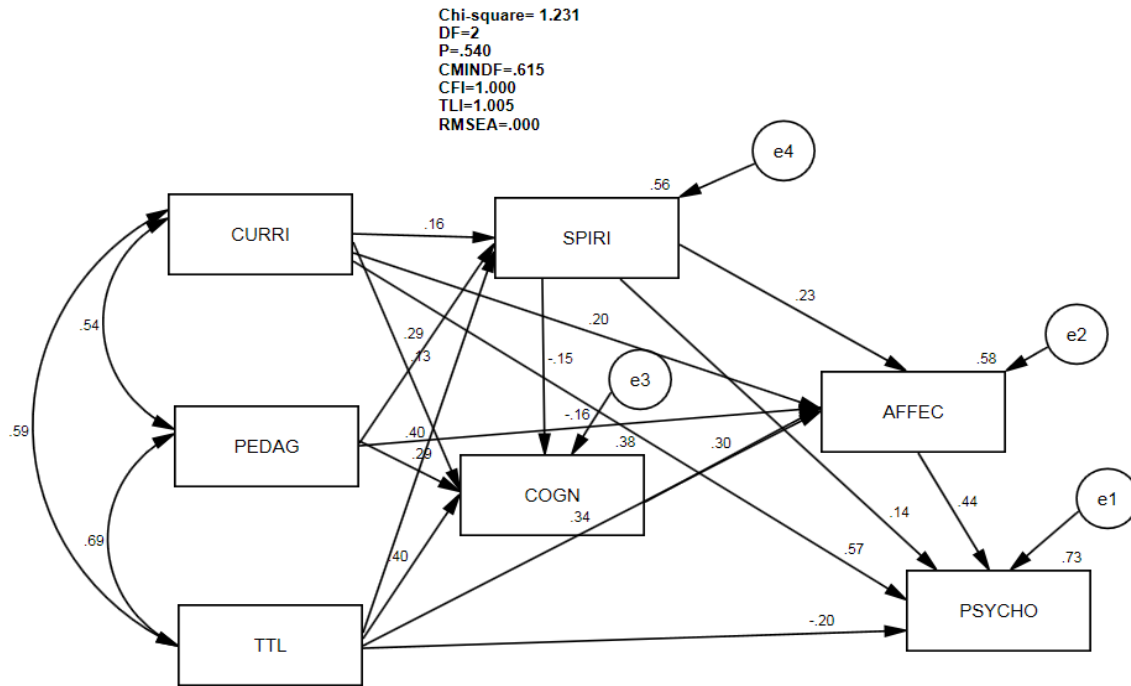 Chi-square= 1.231
DF=2
P=.540
CMINDF=.615
CFI=1.000
TLI=1.005
RMSEA=.000
e4
.56
CURRI
.16
SPIRI
.23
.54
.29
.13
.20
-.15
e3
e2
.58
AFFEC
.59
PEDAG
-.16
.40
.29
.38
.30
COGN
.44
e1
.69
.34
.14
.40
.57
.73
PSYCHO
TTL
-.20